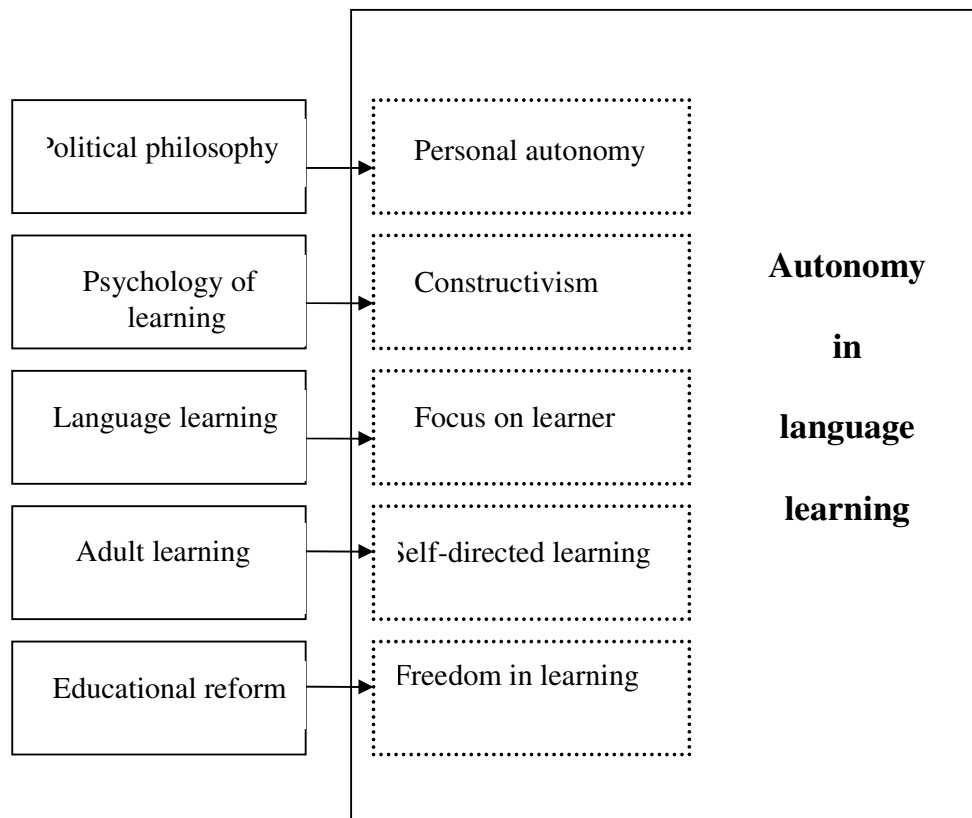 Political philosophy
Personal autonomy
Psychology of
learning
Constructivism
Language learning
Focus on learner
Adult learning
Self-directed learning
Educational reform
Freedom in learning
Autonomy
in
language
learning